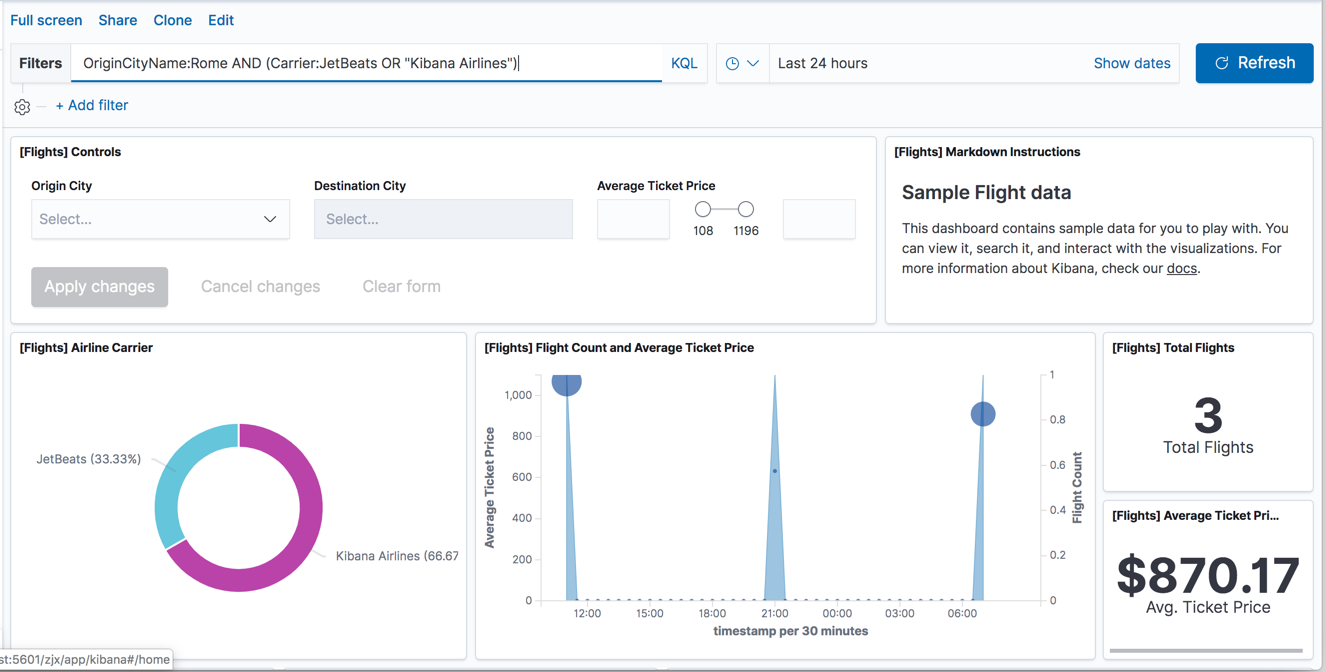 Full screen Share Clone Edit
Filters OriginCityName:Rome AND (Carrier:JetBeats OR "Kibana Airlines") KQL Last 24 hours Show dates Refresh
+ Add filter
[Flights] Controls
Origin City Destination City Average Ticket Price
Select... Select...
108 1196
Apply changes Cancel changes Clear form
[Flights] Markdown Instructions
Sample Flight data
This dashboard contains sample data for you to play with. You
can view it, search it, and interact with the visualizations. For
more information about Kibana, check our docs.
[Flights] Airline Carrier
JetBeats (33.33%)
Kibana Airlines (66.67
[Flights] Flight Count and Average Ticket Price
Average Ticket Price
1,000
800
600
400
200
0
1
0.8
0.6
0.4
0.2
0
Flight Count
12:00 15:00 18:00 21:00 00:00 03:00 06:00
timestamp per 30 minutes
[Flights] Total Flights
3
Total Flights
[Flights] Average Ticket Pri...
$870.17
Avg. Ticket Price
st:5601/zjx/app/kibana#/home